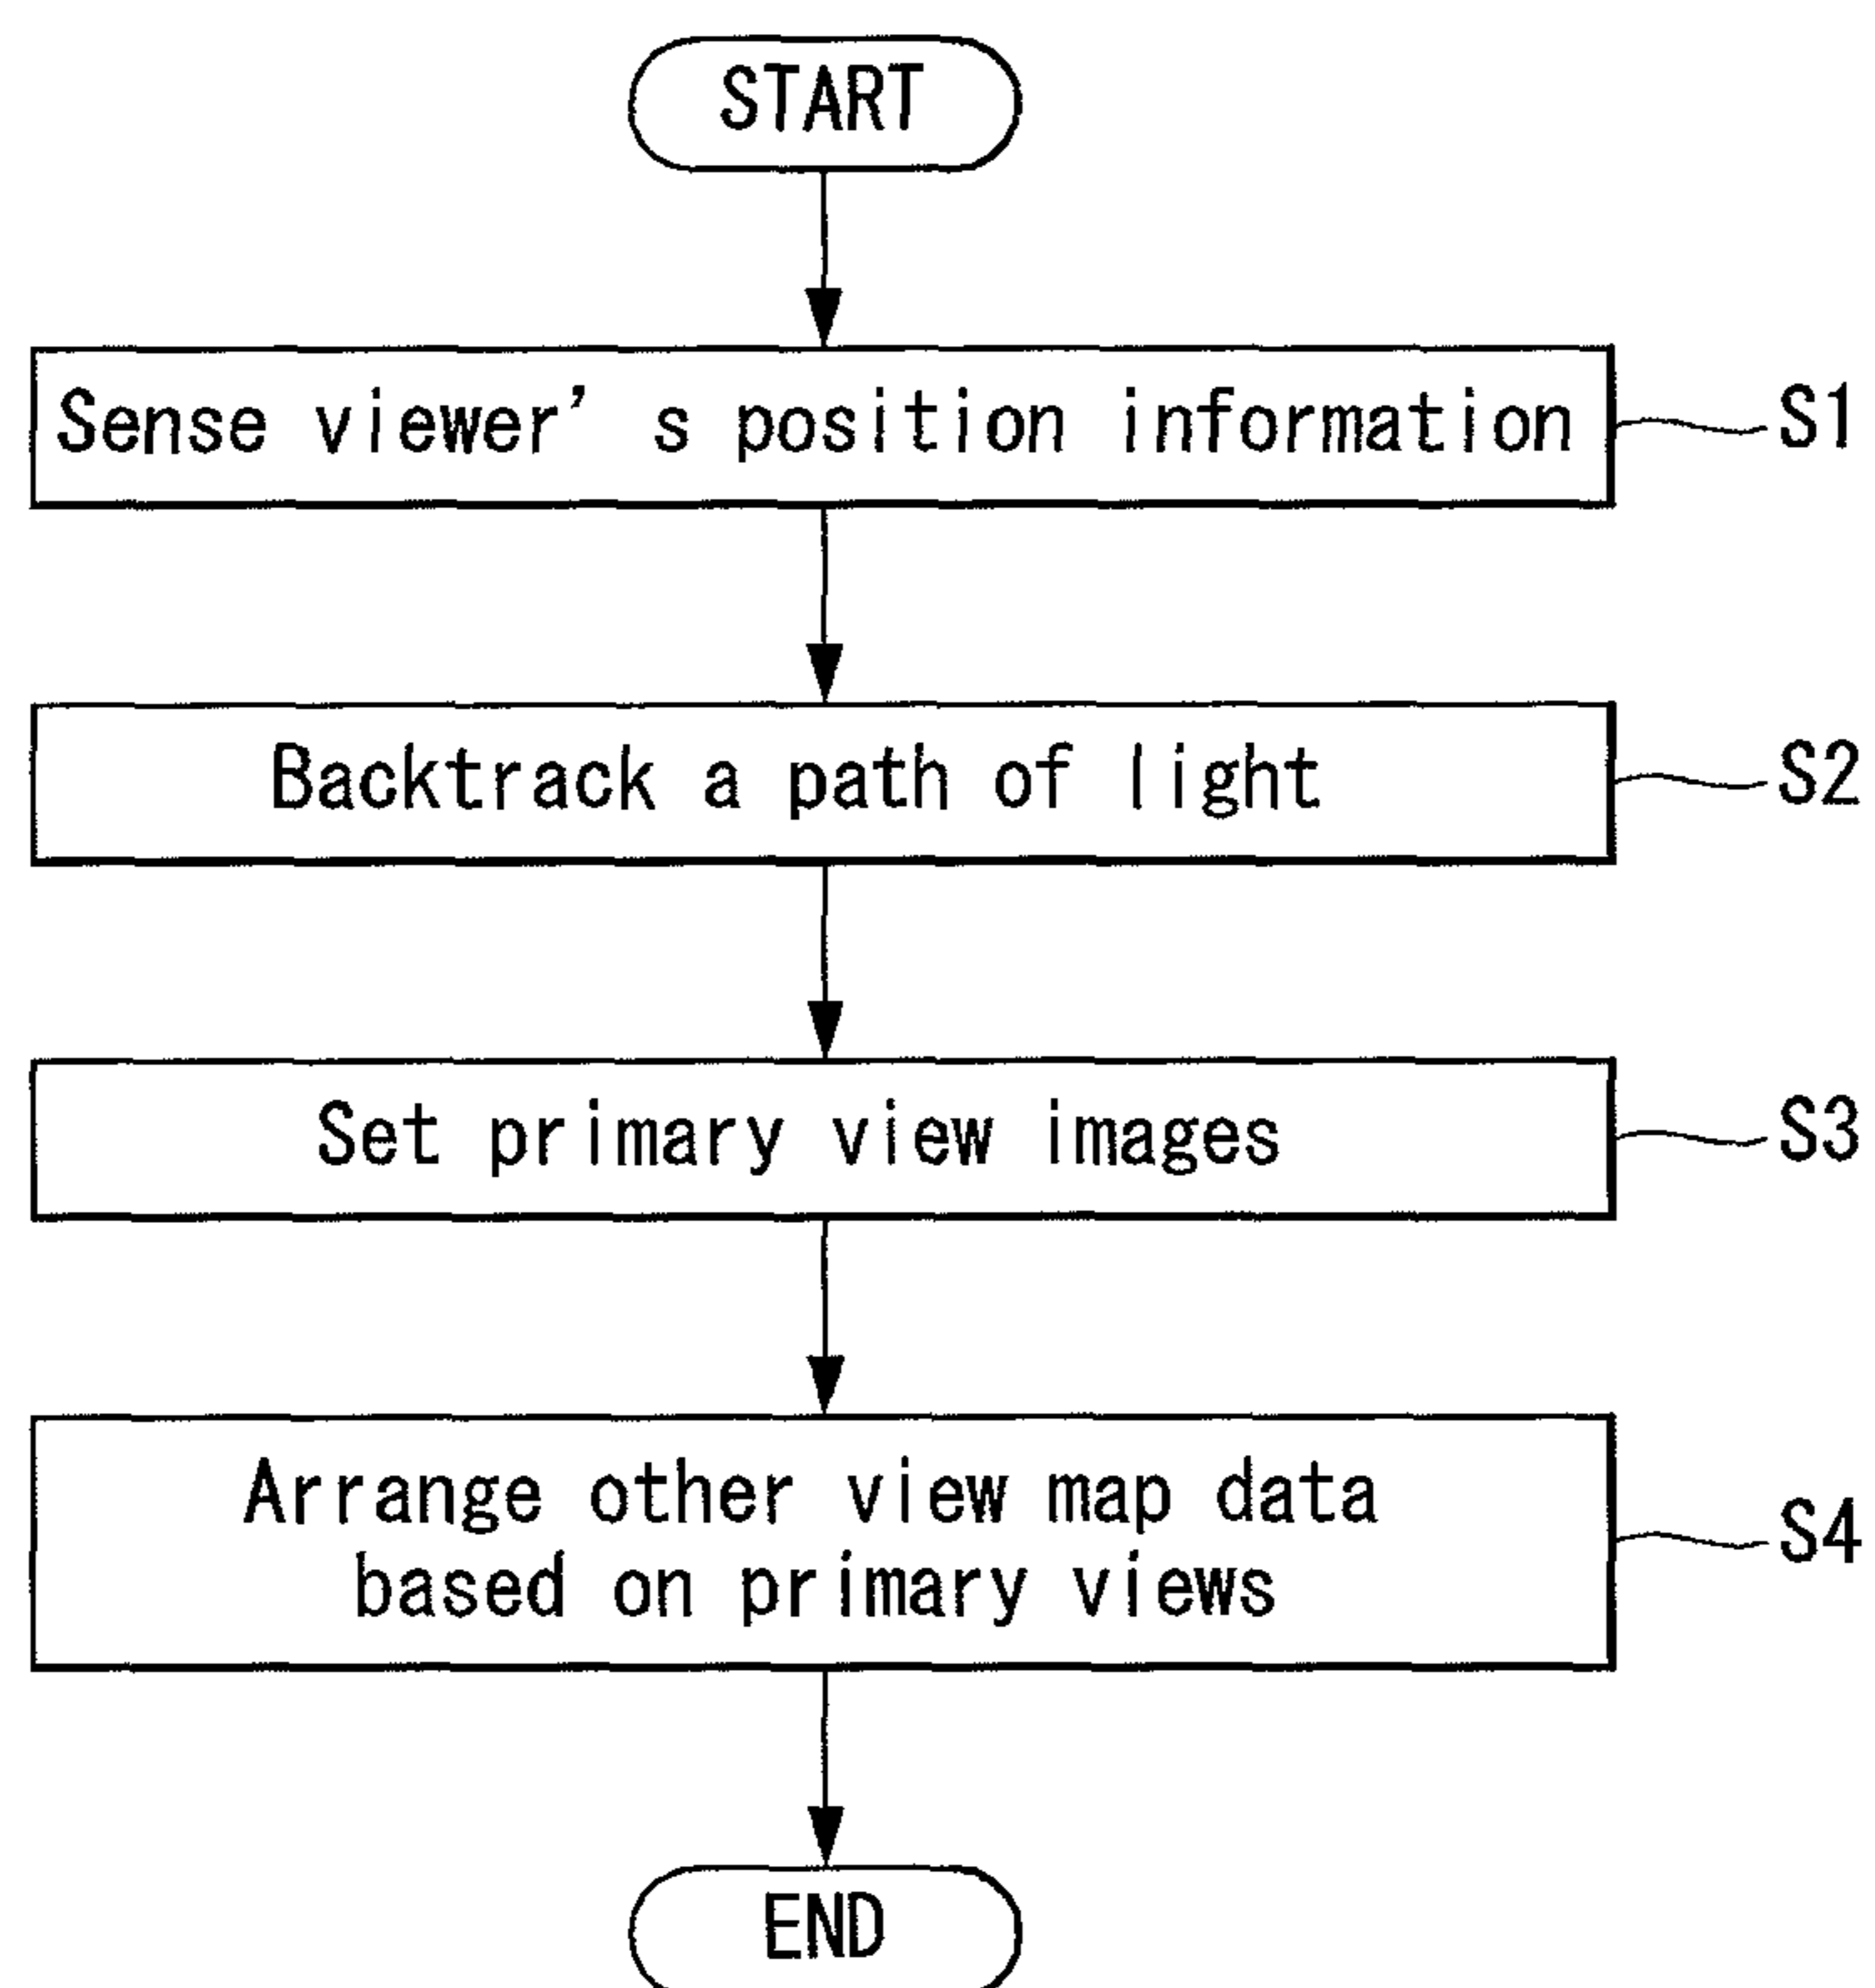 START
Sense viewer's position information
S1
Backtrack a path of light
S2
Set primary view images
S3
Arrange other view map data
based on primary views
S4
END